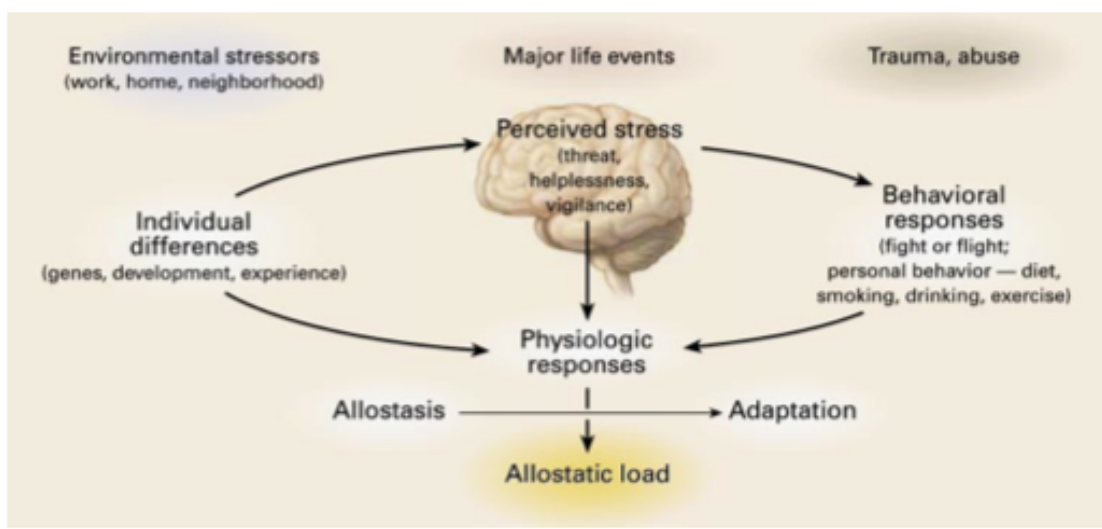 Environmental stressors
(work, home, neighborhood)
Major life events
Trauma, abuse
Perceived stress
(threat,
helplessness,
vigilance)
Individual
differences
(genes, development, experience)
Behavioral
responses
(fight or flight;
personal behavior — diet,
smoking, drinking, exercise)
Physiologic
responses
Allostasis
Adaptation
Allostatic load